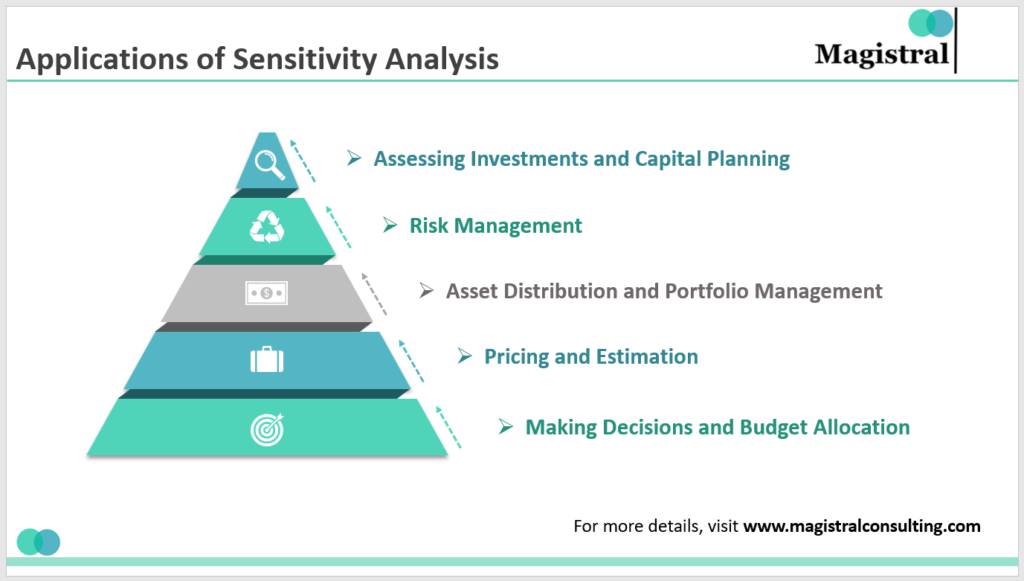 Applications of Sensitivity Analysis
Magistral
Assessing Investments and Capital Planning
Risk Management
Asset Distribution and Portfolio Management
$
Pricing and Estimation
Making Decisions and Budget Allocation
For more details, visit www.magistralconsulting.com